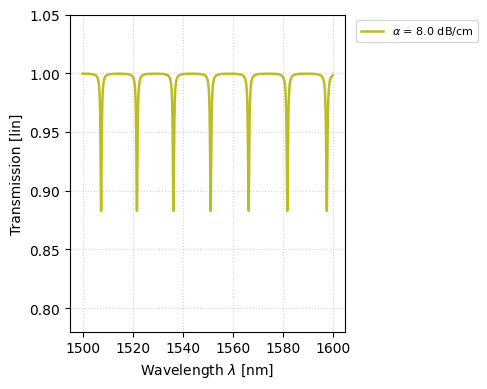 1.05
1.00
0.95
0.90
0.85
0.80
Transmission [lin]
1500 1520 1540 1560 1580 1600
Wavelength λ [nm]
α = 8.0 dB/cm